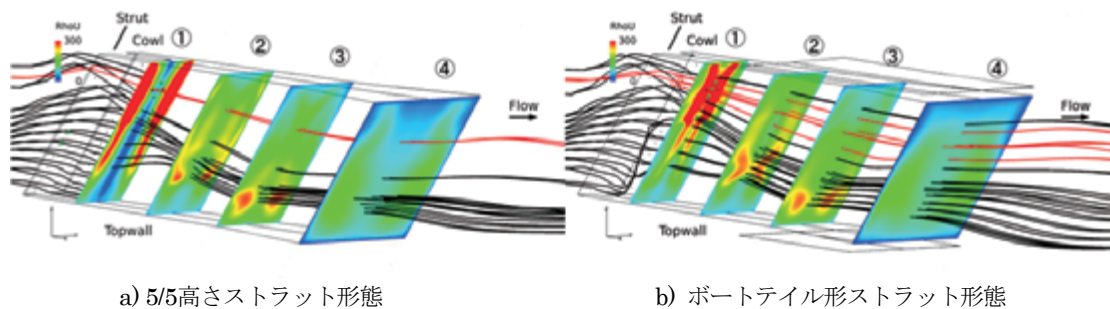 Strut
RhoU
300
0
Cowl
①
②
③
④
Flow
Topwall
a) 5/5高さストラット形態
Strut
RhoU
300
0
Cowl
①
②
③
④
Flow
Topwall
b) ボートテイル形ストラット形態